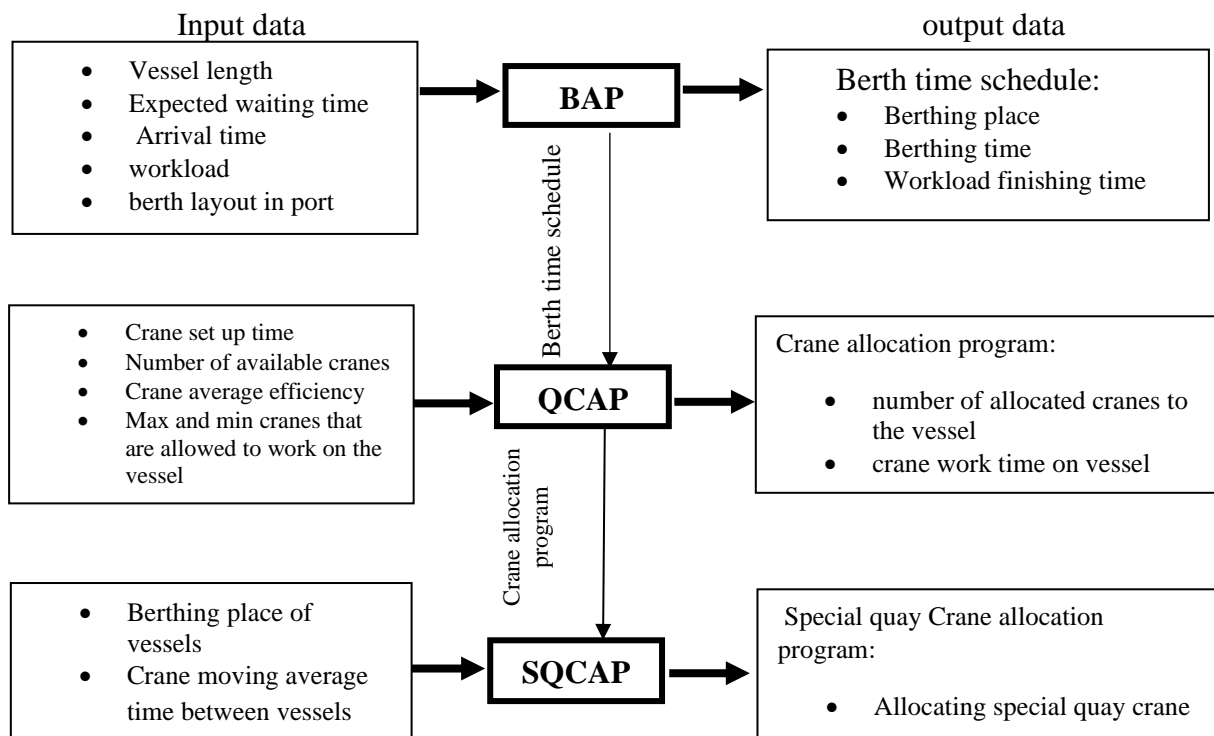 Input data
output data
• Vessel length
• Expected waiting time
• Arrival time
• workload
• berth layout in port
BAP
Berth time schedule:
• Berthing place
• Berthing time
• Workload finishing time
Berth time schedule
• Crane set up time
• Number of available cranes
• Crane average efficiency
• Max and min cranes that
are allowed to work on the
vessel
QCAP
Crane allocation program:
• number of allocated cranes to
the vessel
• crane work time on vessel
Crane allocation
program
• Berthing place of
vessels
• Crane moving average
time between vessels
SQCAP
Special quay Crane allocation
program:
• Allocating special quay crane